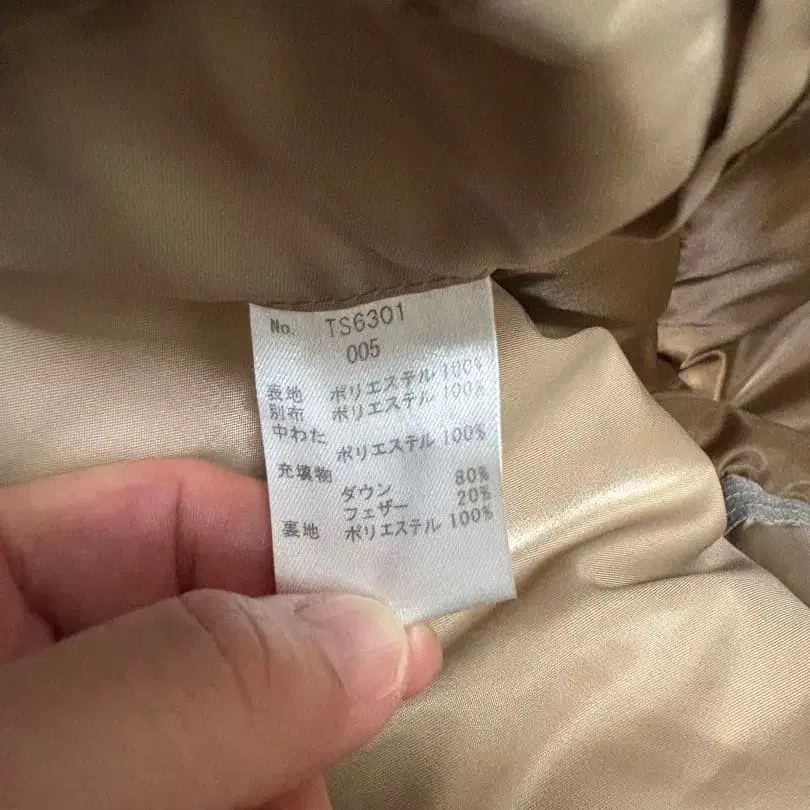 No. TS6301
005
表地 ポリエステル 100%
別布 ポリエステル 100%
中わた
ポリエステル 100%
充填物
ダウン 80%
フェザー 20%
裏地 ポリエステル 100%